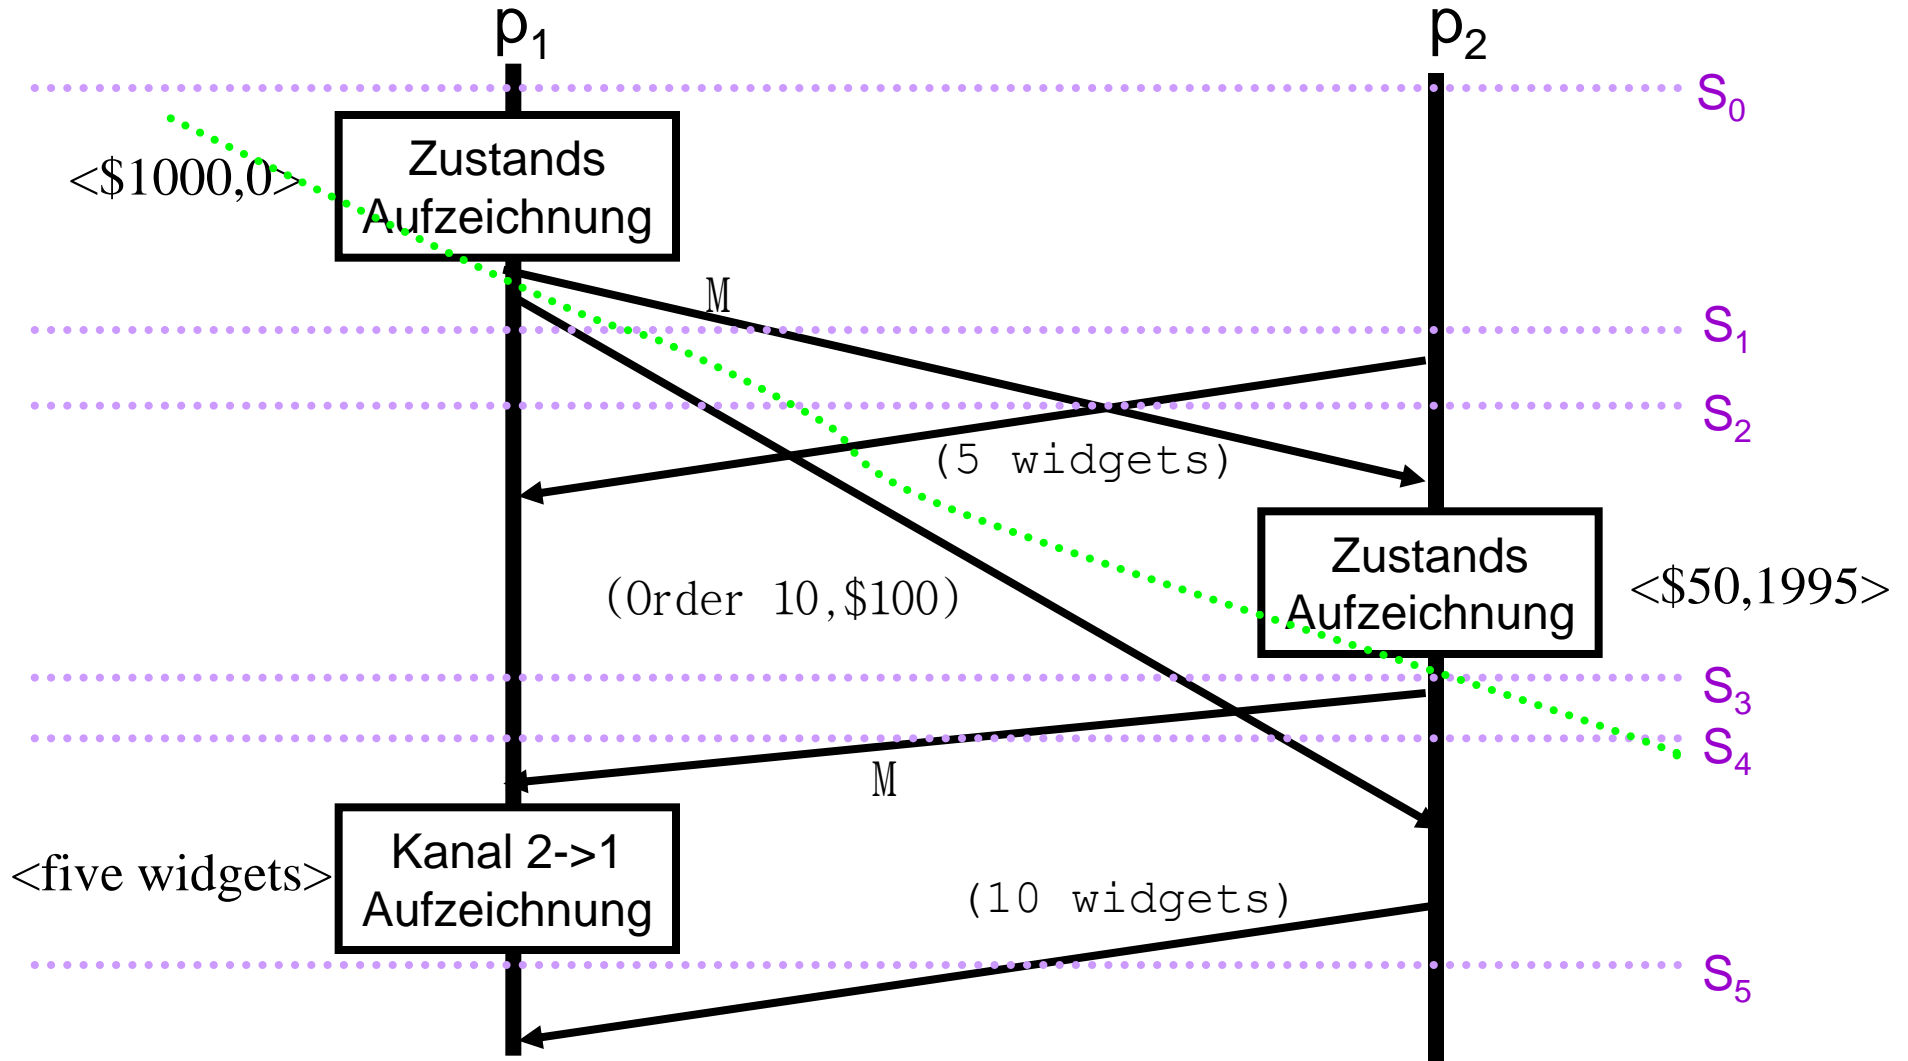 p1
p2
S0
Zustands
Aufzeichnung
<$1000,0>
M
S1
S2
(5 widgets)
Zustands
Aufzeichnung
<$50,1995>
(Order 10,$100)
S3
S4
M
Kanal 2->1
Aufzeichnung
<five widgets>
(10 widgets)
S5